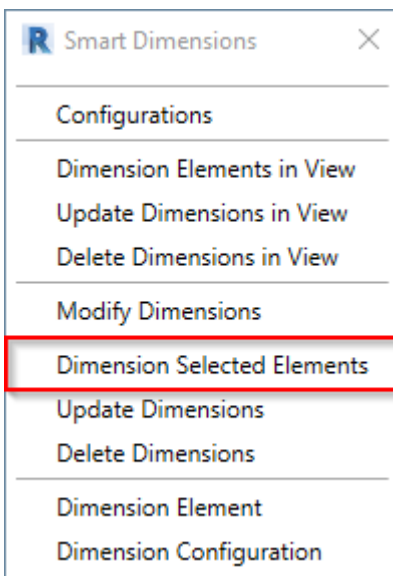 R Smart Dimensions
Configurations
Dimension Elements in View
Update Dimensions in View
Delete Dimensions in View
Modify Dimensions
Dimension Selected Elements
Update Dimensions
Delete Dimensions
Dimension Element
Dimension Configuration